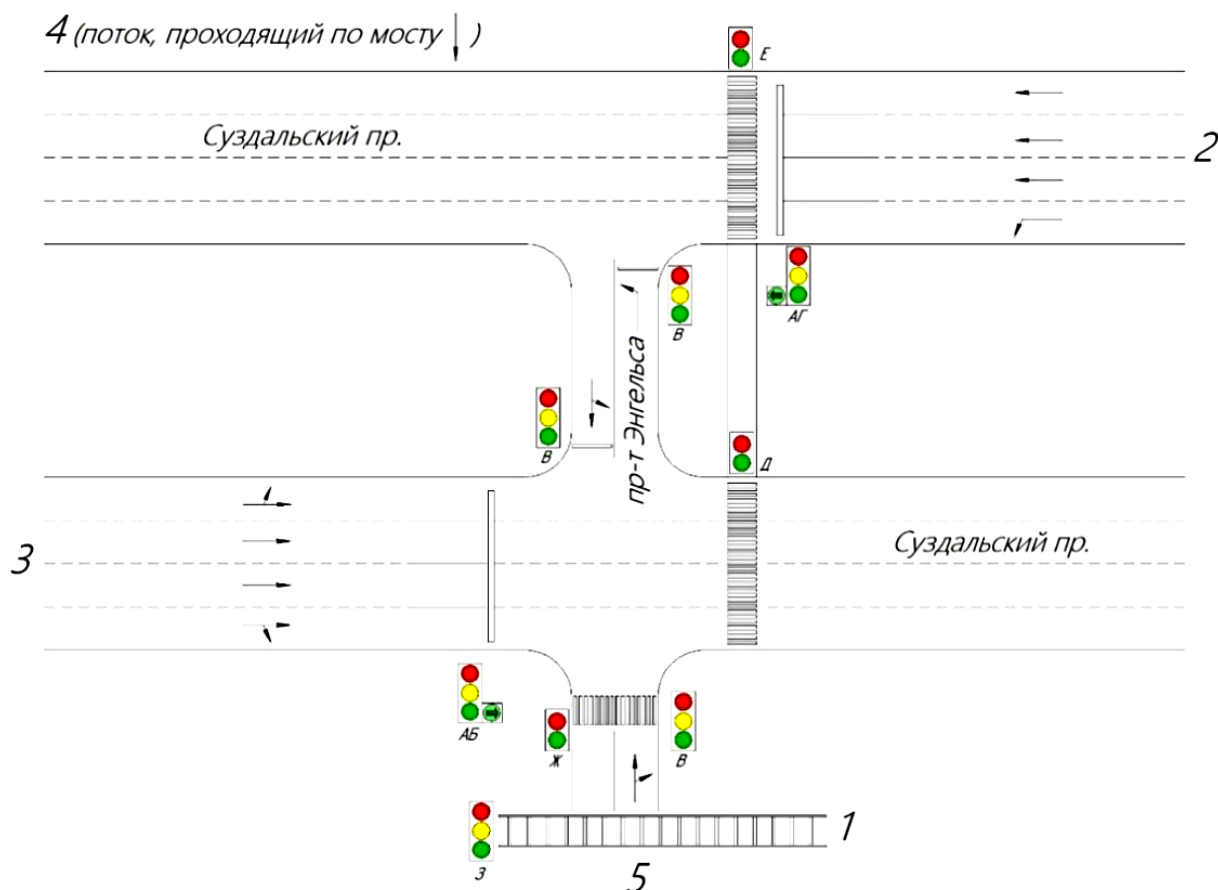 4 (поток, проходящий по мосту )
Е
Суздальский пр.
2
В
АГ
пр-т Энгельса
В
Д
3
Суздальский пр.
АБ
Ж
В
1
З
5